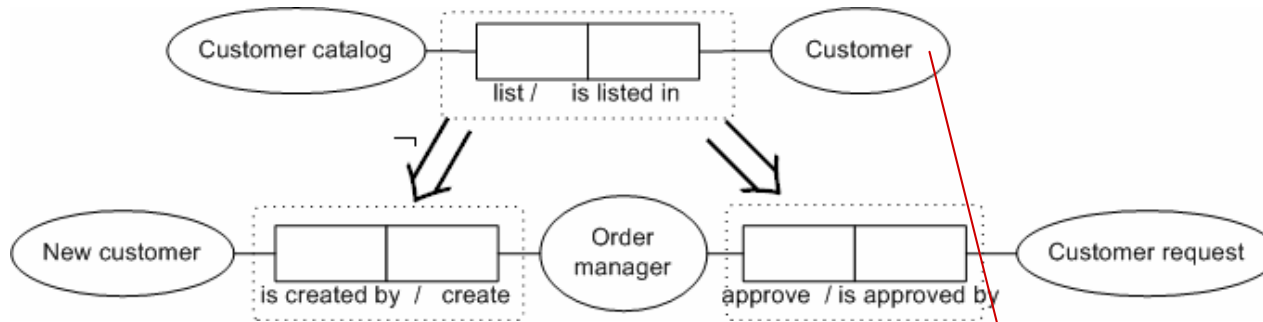 Customer catalog
Customer
list / is listed in
¬
New customer
Order
manager
Customer request
is created by / create
approve / is approved by